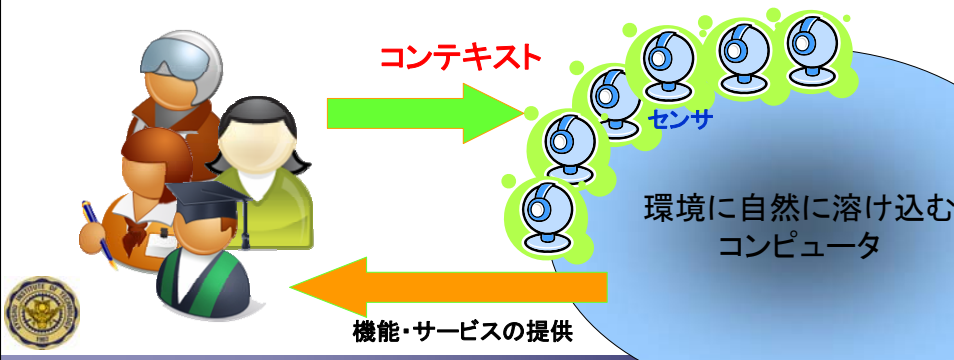 コンテキスト
センサ
環境に自然に溶け込む
コンピュータ
機能・サービスの提供